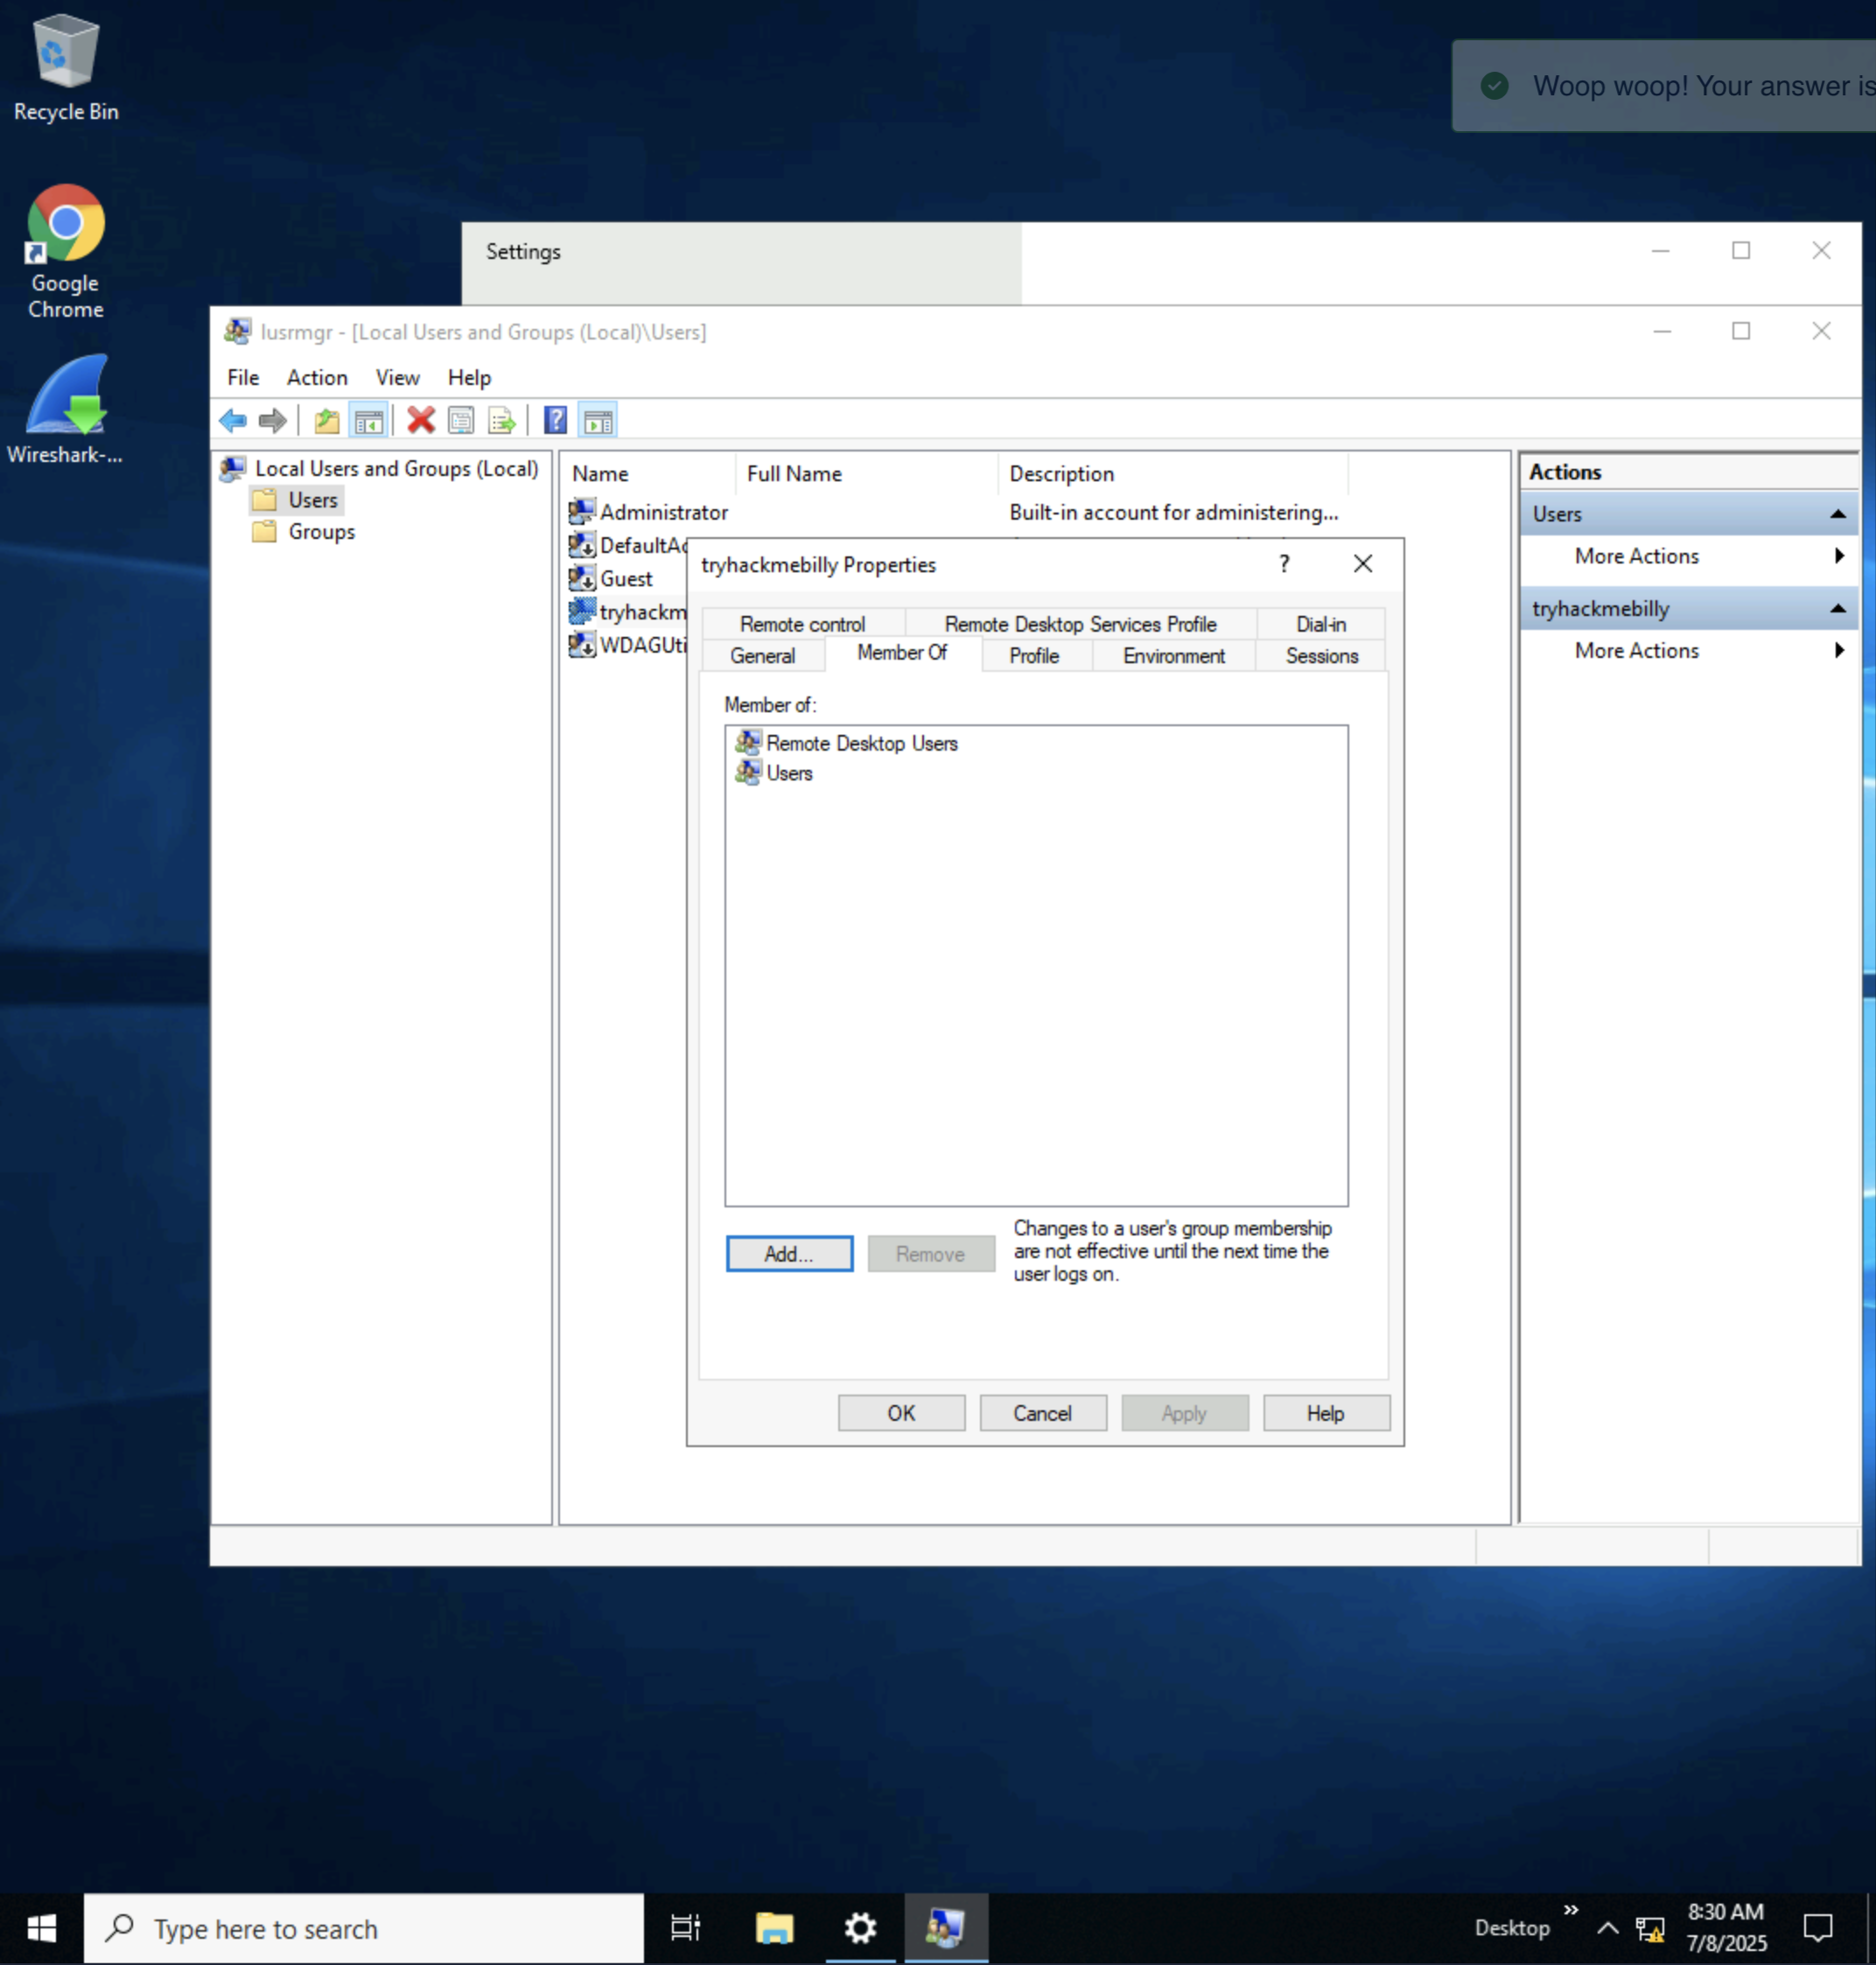 Recycle Bin
Woop woop! Your answer is
Google
Chrome
Wireshark-...
Settings
lusrmgr - [Local Users and Groups (Local)\Users]
File Action View Help
Local Users and Groups (Local)
Users
Groups
Name Full Name Description
Administrator Built-in account for administering...
DefaultAc
Guest
tryhackm
WDAGUti
Actions
Users
More Actions
tryhackmebilly
More Actions
tryhackmebilly Properties
Remote control Remote Desktop Services Profile Dial-in
General Member Of Profile Environment Sessions
Member of:
Remote Desktop Users
Users
Add... Remove
Changes to a user's group membership
are not effective until the next time the
user logs on.
OK Cancel Apply Help
Type here to search
Desktop
8:30 AM
7/8/2025